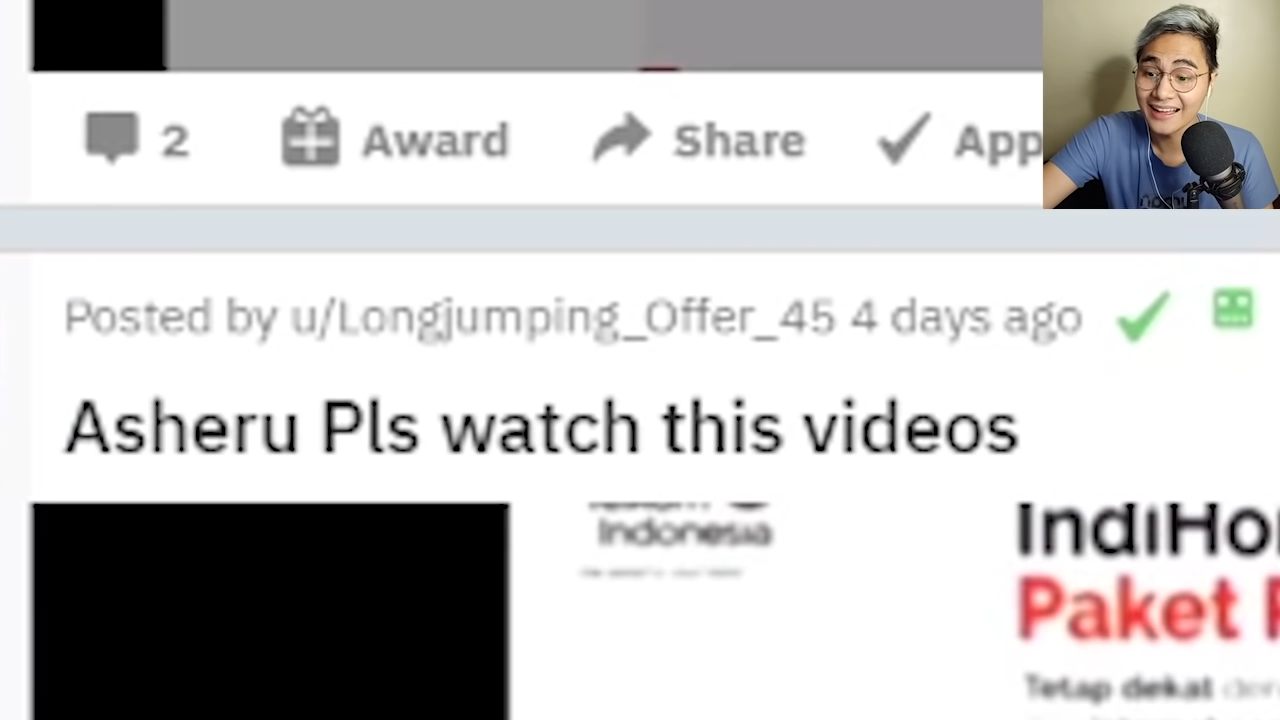 2
Award
Share
App
Posted by u/Longjumping_Offer_45 4 days ago
Asheru Pls watch this videos
Indonesia
IndiHo
Paket
Tetap dekat